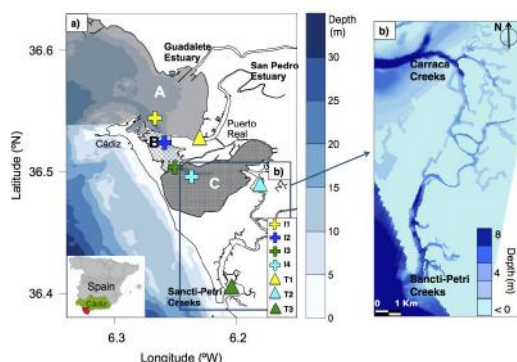 a)
Depth (m)
36.6
36.5
36.4
Latitude (ºN)
Guadalete
Estuary
San Pedro
Estuary
A
Puerto
Real
B
Cádiz
C
b)
I1
I2
I3
I4
T1
T2
T3
Spain
Cádiz
Sancti-Petri
Creeks
6.3
6.2
Longitude (ºW)
30
25
20
15
10
5
0
b)
N
Carraca
Creeks
Sancti-Petri
Creeks
0
1 Km
8
4
< 0
Depth (m)